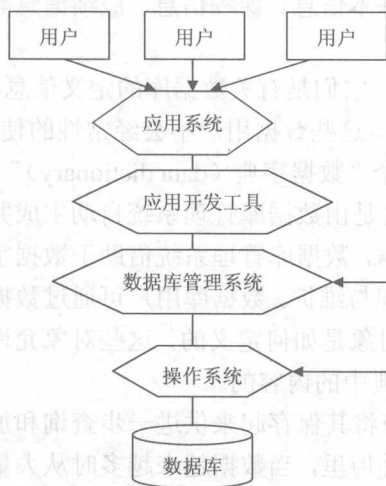 用户 用户 用户
应用系统
应用开发工具
数据库管理系统
操作系统
数据库